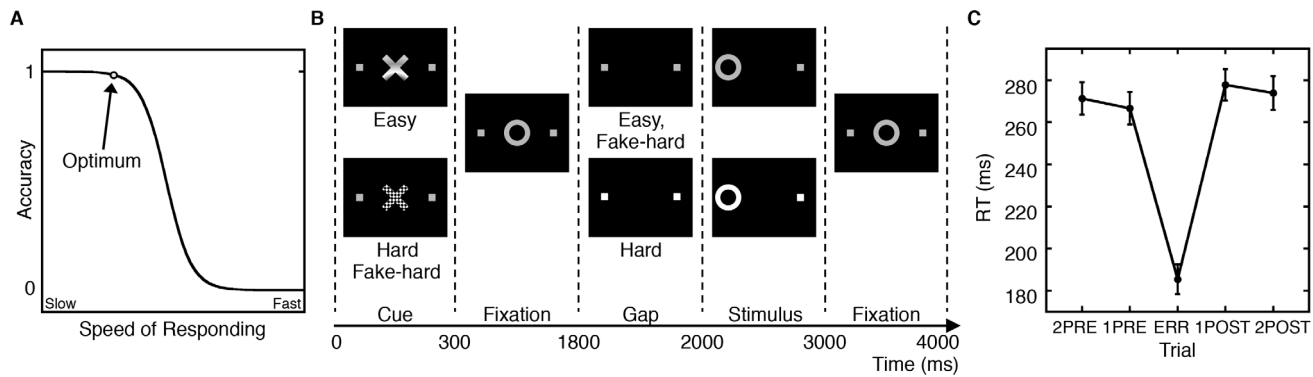 A
1
Accuracy
Optimum
0
Slow
Fast
Speed of Responding
B
Easy
Hard
Fake-hard
Easy,
Fake-hard
Hard
Cue
Fixation
Gap
Stimulus
Fixation
0
300
1800
2000
3000
4000
Time (ms)
C
RT (ms)
280
260
240
220
200
180
2PRE
1PRE
ERR
1POST
2POST
Trial